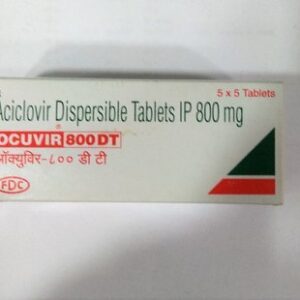 5 x 5 Tablets
Aciclovir Dispersible Tablets IP 800 mg
OCUVIR® 800 DT
ऑक्युविर-८०० डी टी
FDC